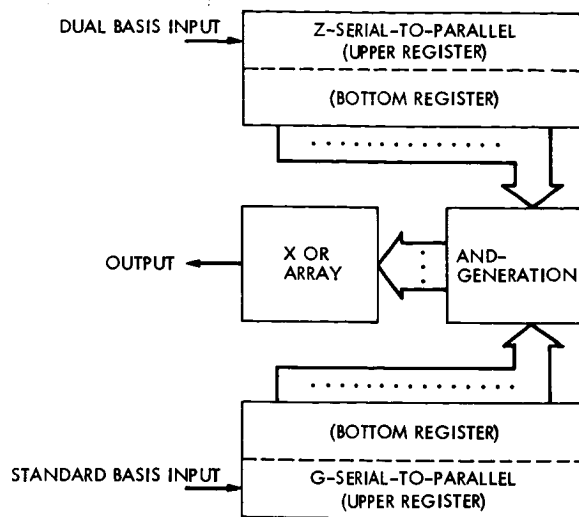 DUAL BASIS INPUT
Z-SERIAL-TO-PARALLEL
(UPPER REGISTER)
(BOTTOM REGISTER)
OUTPUT
X OR
ARRAY
AND-
GENERATION
(BOTTOM REGISTER)
STANDARD BASIS INPUT
G-SERIAL-TO-PARALLEL
(UPPER REGISTER)